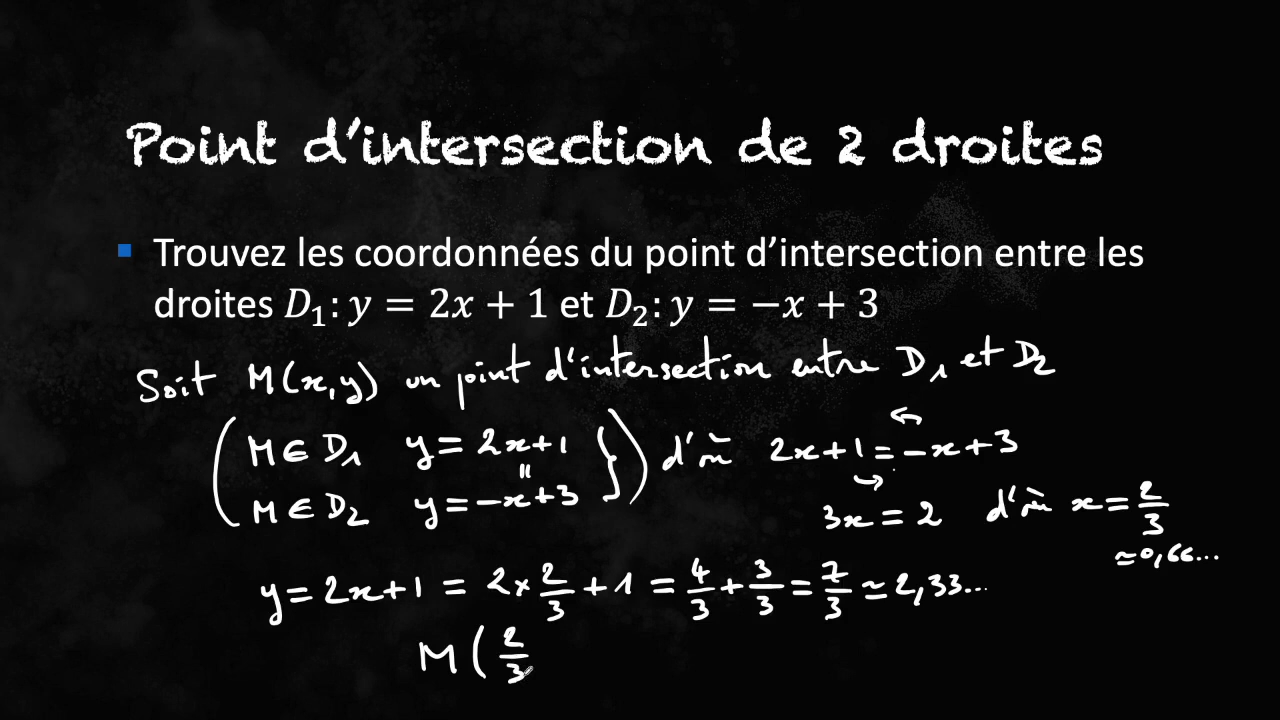 Point d'intersection de 2 droites
Trouvez les coordonnées du point d'intersection entre les
droites D₁: y = 2x + 1 et D₂: y = −x + 3
Soit M(x,y) un point d'intersection entre D₁ et D₂
M ∈ D₁ y = 2x+1 d'où 2x+1 = −x+3
M ∈ D₂ y = −x+3
3x = 2 d'où x = 2/3
≃ 0,66...
y = 2x+1 = 2 × 2/3 + 1 = 4/3 + 3/3 = 7/3 ≃ 2,33...
M ( 2/3